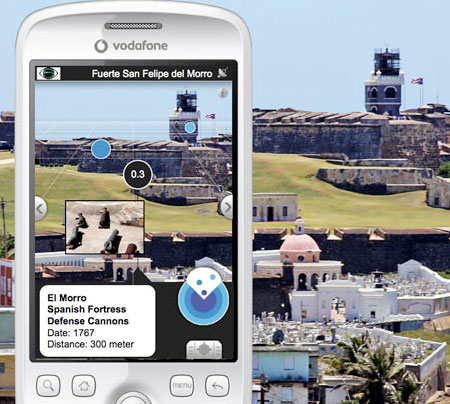 vodafone
Fuerte San Felipe del Morro
0.3
El Morro
Spanish Fortress
Defense Cannons
Date: 1767
Distance: 300 meter
MENU